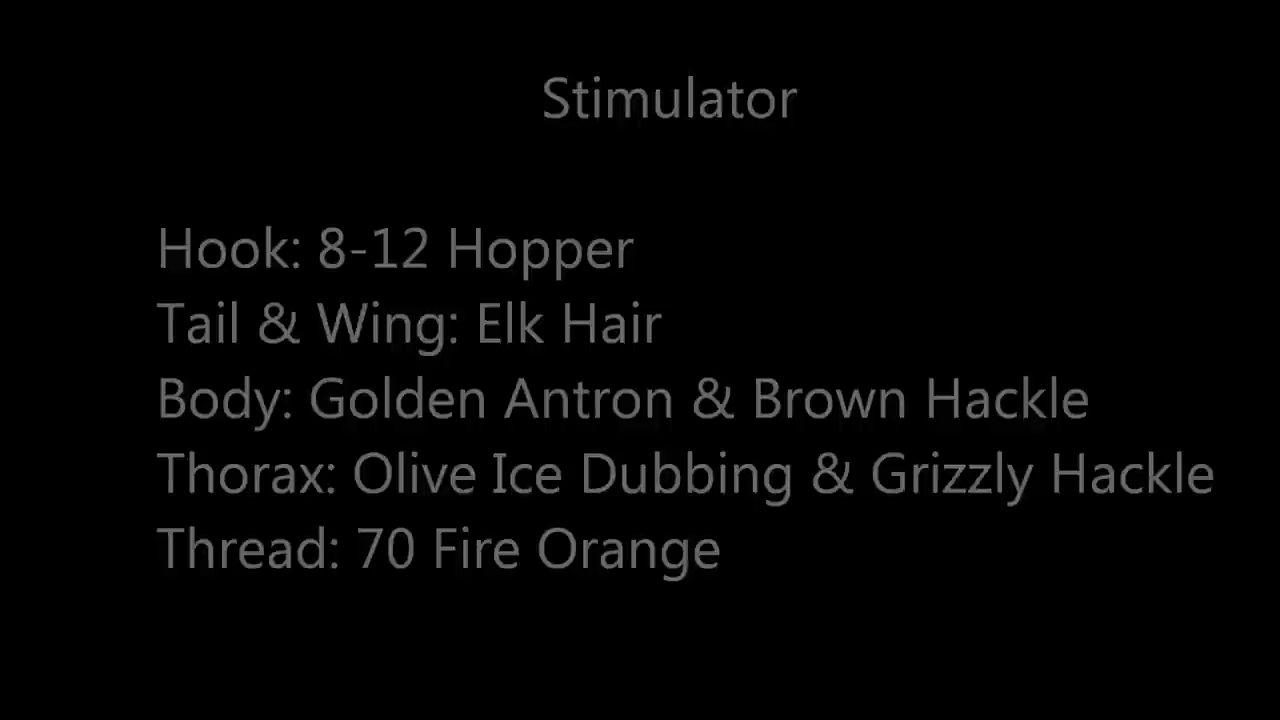 Stimulator
Hook: 8-12 Hopper
Tail & Wing: Elk Hair
Body: Golden Antron & Brown Hackle
Thorax: Olive Ice Dubbing & Grizzly Hackle
Thread: 70 Fire Orange